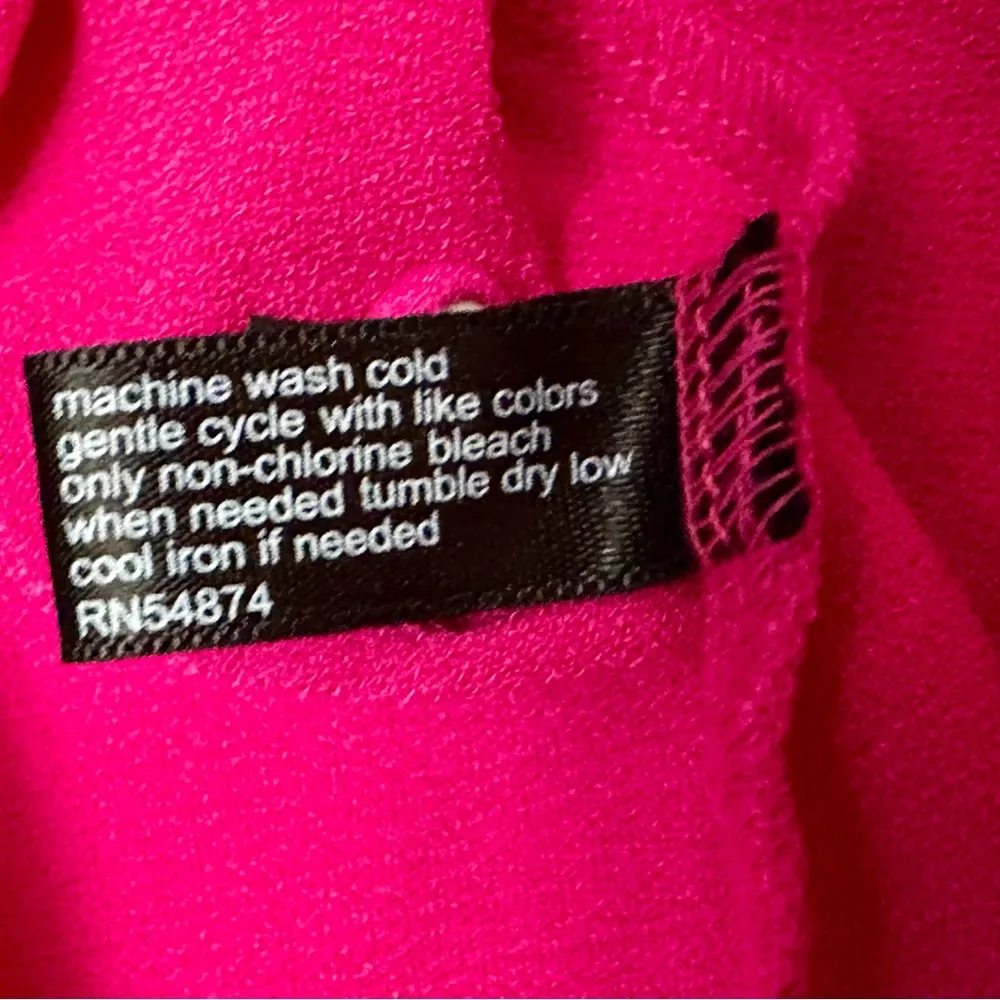 machine wash cold
gentle cycle with like colors
only non-chlorine bleach
when needed tumble dry low
cool iron if needed
RN54874